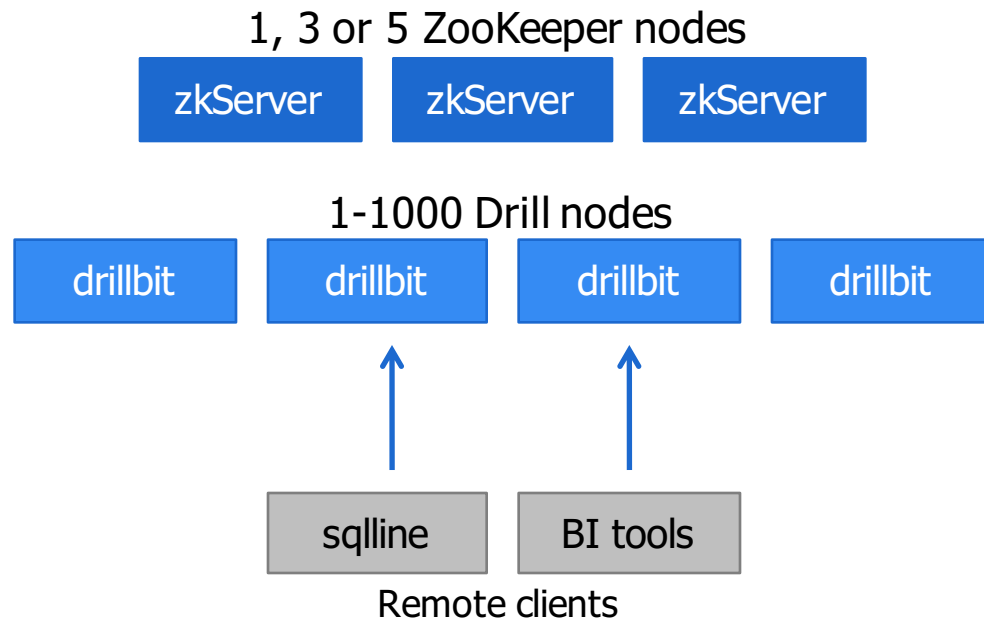 1, 3 or 5 ZooKeeper nodes
zkServer zkServer zkServer
1-1000 Drill nodes
drillbit drillbit drillbit drillbit
sqlline BI tools
Remote clients